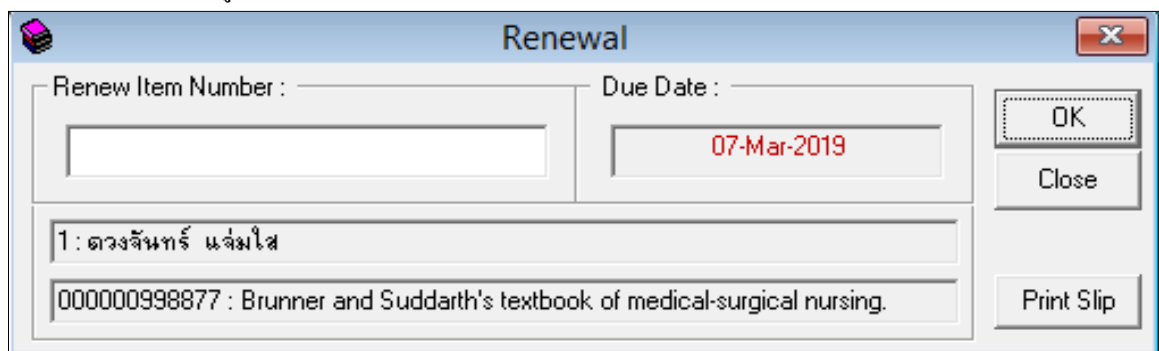 Renewal
Renew Item Number :
Due Date :
07-Mar-2019
OK
Close
1 : ดวงจันทร์ แจ่มใส
000000998877 : Brunner and Suddarth's textbook of medical-surgical nursing.
Print Slip